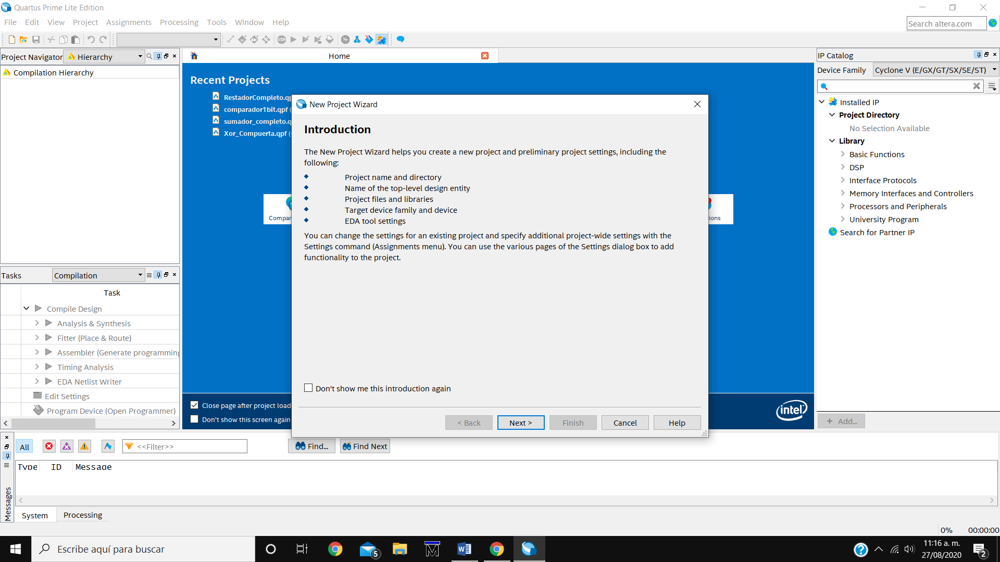 Quartus Prime Lite Edition
File Edit View Project Assignments Processing Tools Window Help
Search altera.com
Project Navigator Hierarchy
Compilation Hierarchy
Home
Recent Projects
RestadorCompleto.qp
comparador1bit.qpf (
sumador_completo.q
Xor_Compuerta.qpf (
Compar
ions
Close page after project load
Don't show this screen again
intel
New Project Wizard
Introduction
The New Project Wizard helps you create a new project and preliminary project settings, including the
following:
Project name and directory
Name of the top-level design entity
Project files and libraries
Target device family and device
EDA tool settings
You can change the settings for an existing project and specify additional project-wide settings with the
Settings command (Assignments menu). You can use the various pages of the Settings dialog box to add
functionality to the project.
Don't show me this introduction again
< Back Next > Finish Cancel Help
IP Catalog
Device Family Cyclone V (E/GX/GT/SX/SE/ST)
Installed IP
Project Directory
No Selection Available
Library
Basic Functions
DSP
Interface Protocols
Memory Interfaces and Controllers
Processors and Peripherals
University Program
Search for Partner IP
+ Add...
Tasks Compilation
Task
Compile Design
Analysis & Synthesis
Fitter (Place & Route)
Assembler (Generate programming
Timing Analysis
EDA Netlist Writer
Edit Settings
Program Device (Open Programmer)
All <<Filter>> Find... Find Next
Type ID Message
Messages
System Processing
0% 00:00:00
Escribe aquí para buscar
5
11:16 a. m.
27/08/2020
2